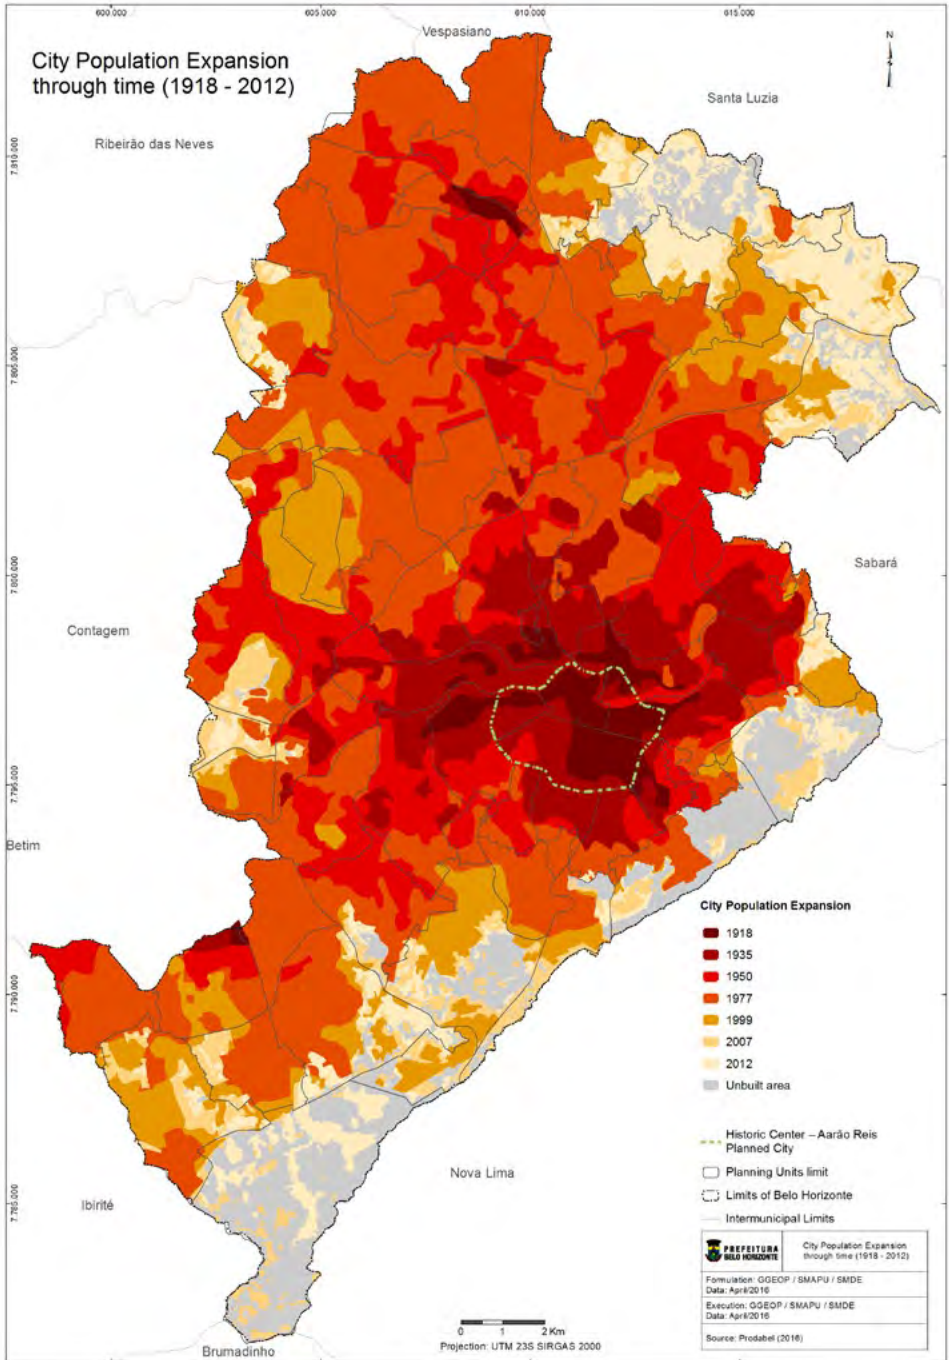 600.000
605.000
610.000
615.000
Vespasiano
City Population Expansion
through time (1918 - 2012)
N
Santa Luzia
Ribeirão das Neves
7.810.000
7.805.000
7.800.000
Sabará
Contagem
7.795.000
Betim
City Population Expansion
1918
1935
1950
1977
1999
2007
2012
Unbuilt area
7.790.000
Historic Center – Aarão Reis
Planned City
Planning Units limit
Limits of Belo Horizonte
Intermunicipal Limits
Nova Lima
Ibirité
7.785.000
PREFEITURA
BELO HORIZONTE
City Population Expansion
through time (1918 - 2012)
Formulation: GGEOP / SMAPU / SMDE
Data: April/2016
Execution: GGEOP / SMAPU / SMDE
Data: April/2016
Source: Prodabel (2016)
0 1 2 Km
Projection: UTM 23S SIRGAS 2000
Brumadinho